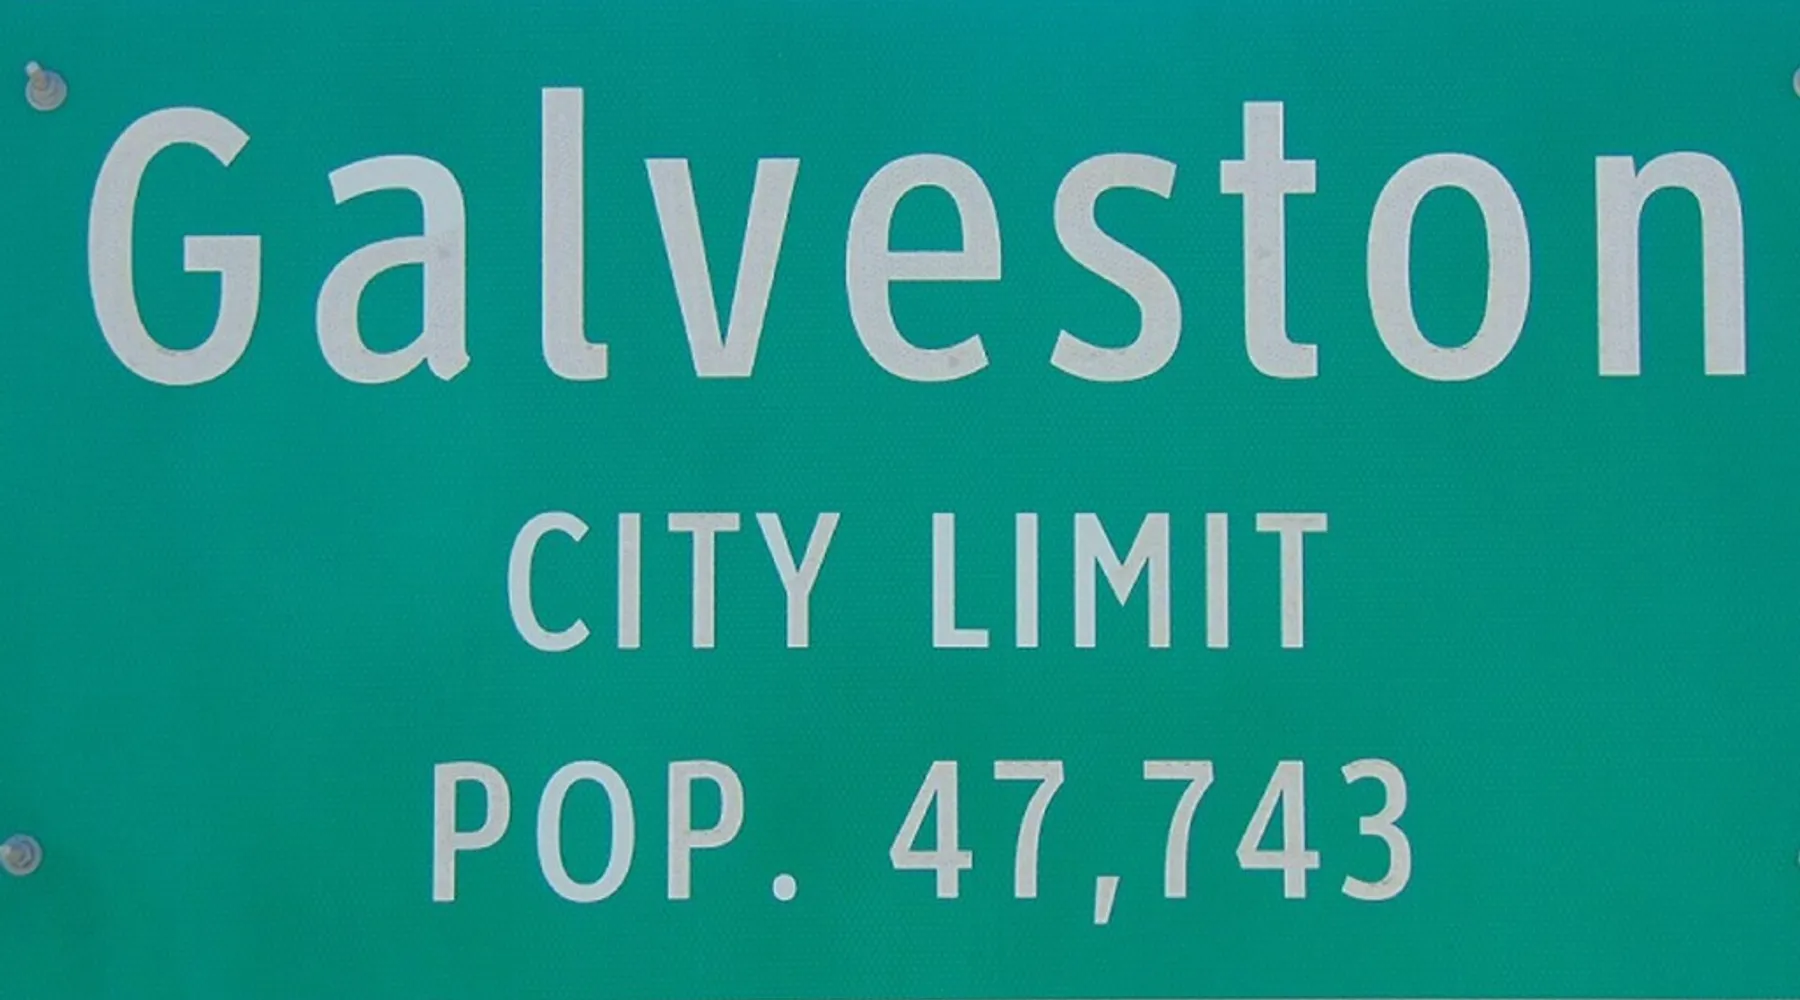 Galveston
CITY LIMIT
POP. 47,743